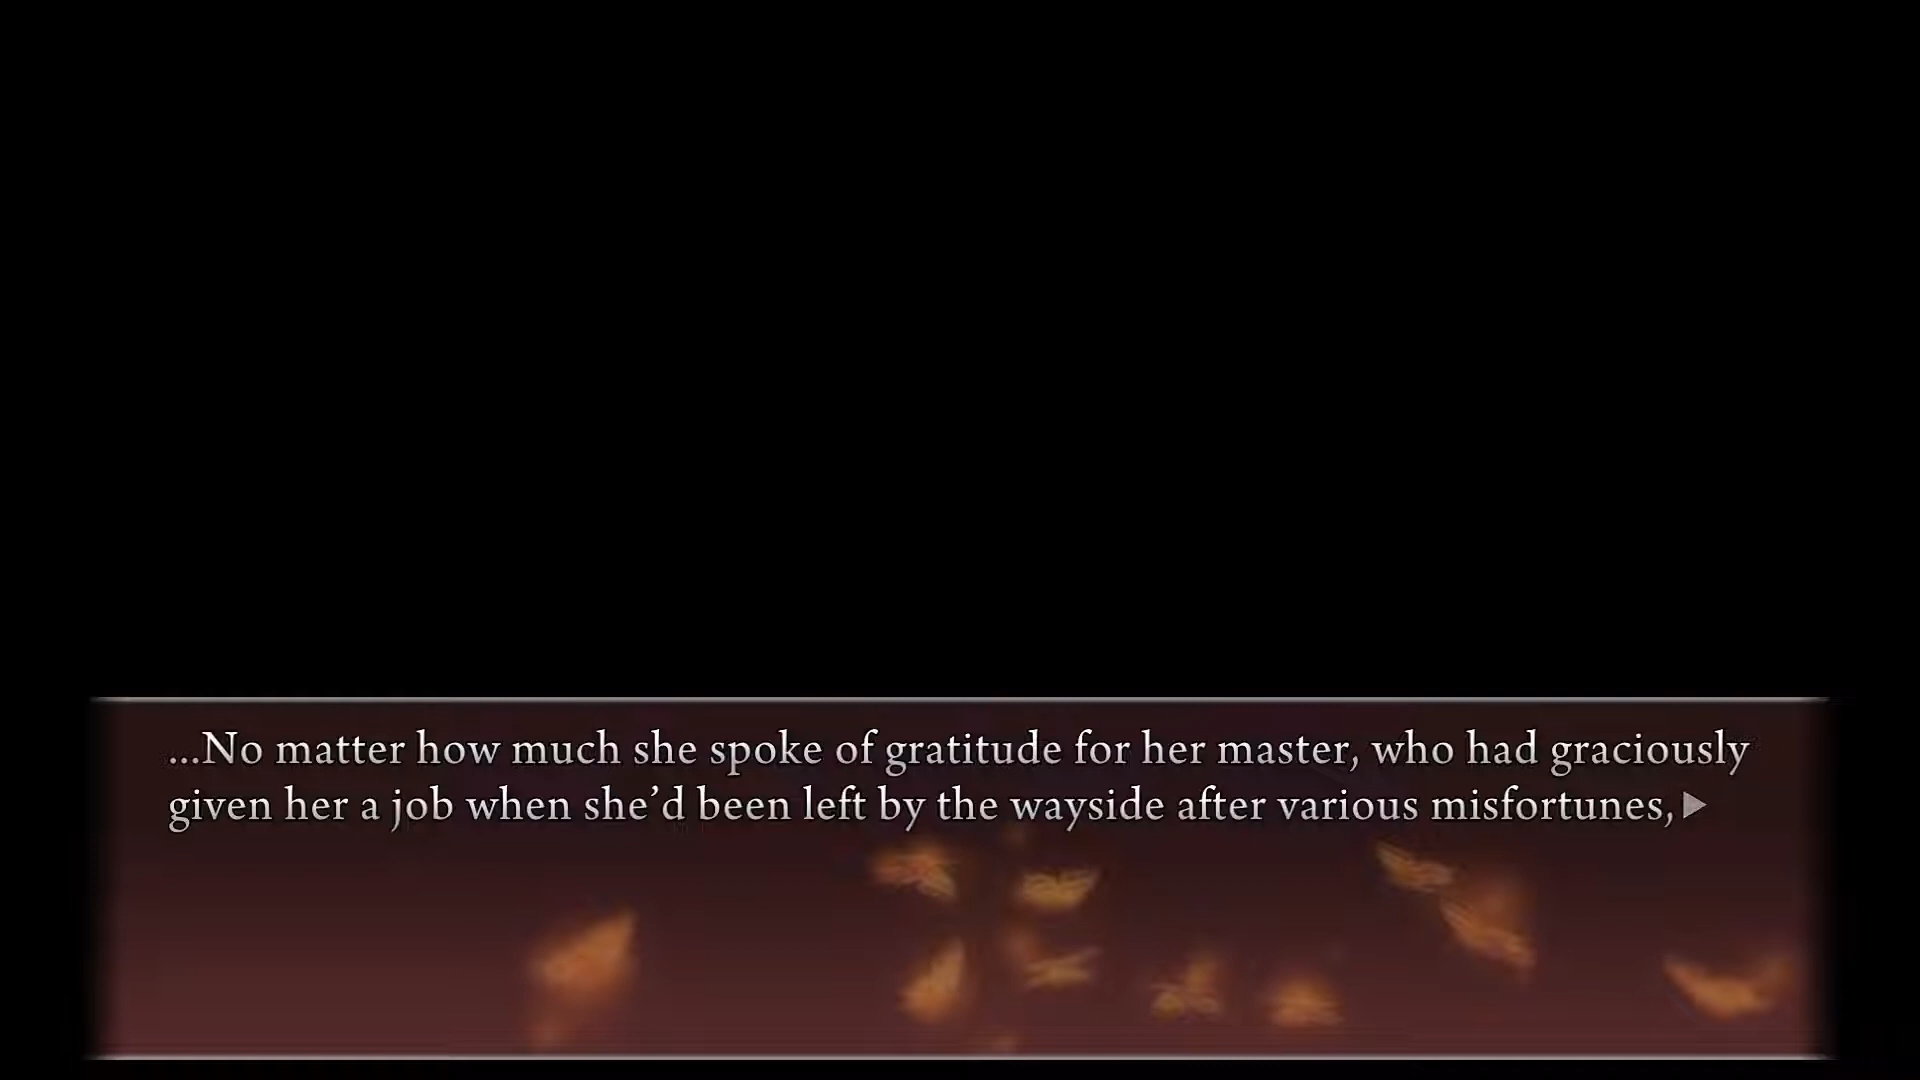 ...No matter how much she spoke of gratitude for her master, who had graciously
given her a job when she’d been left by the wayside after various misfortunes,